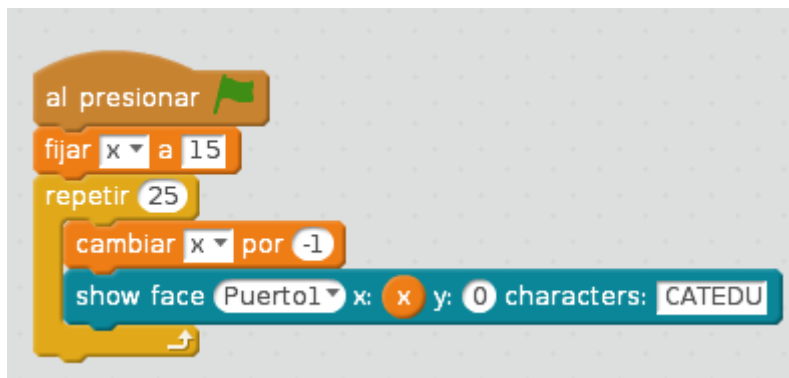 al presionar
fijar x a 15
repetir 25
cambiar x por -1
show face Puerto1 x: x y: 0 characters: CATEDU